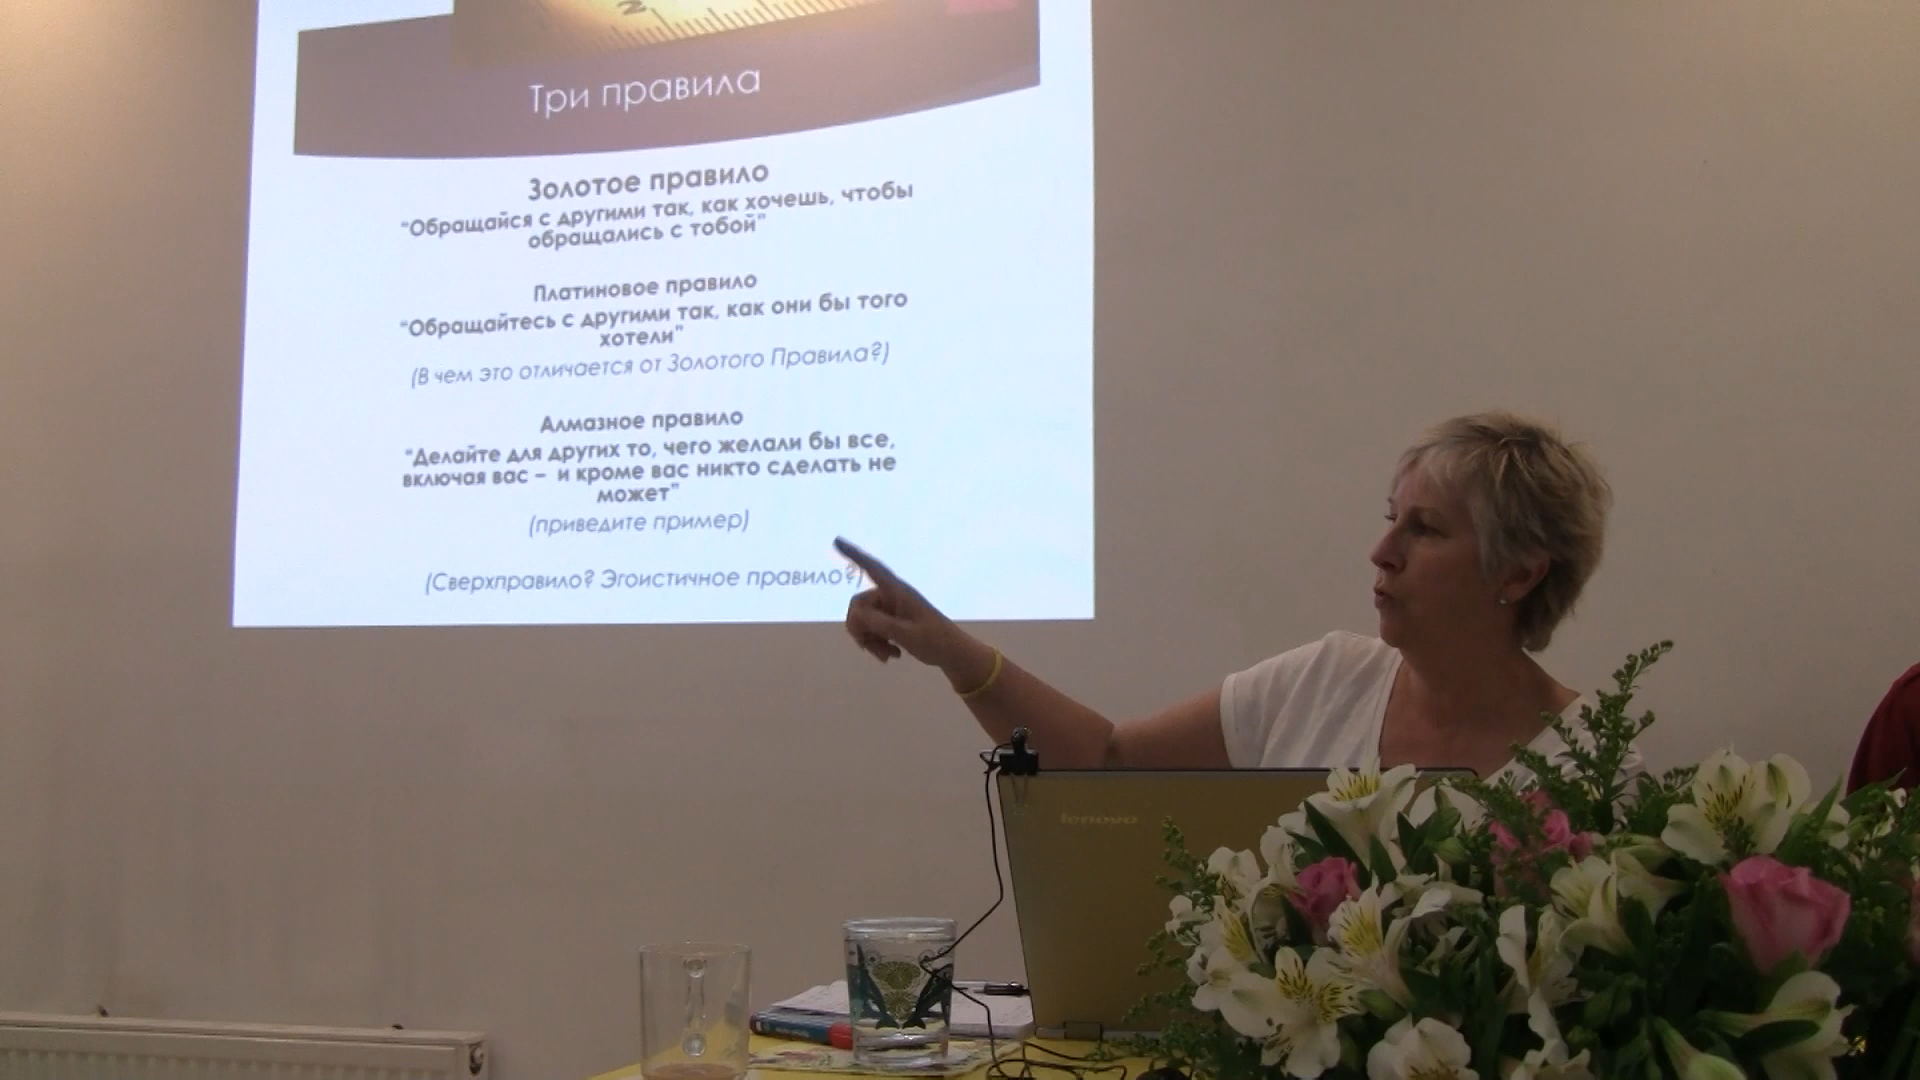 2
Три правила
Золотое правило
“Обращайся с другими так, как хочешь, чтобы
обращались с тобой”
Платиновое правило
“Обращайтесь с другими так, как они бы того
хотели”
(В чем это отличается от Золотого Правила?)
Алмазное правило
“Делайте для других то, чего желали бы все,
включая вас – и кроме вас никто сделать не
может”
(приведите пример)
(Сверхправило? Эгоистичное правило?)
lenovo